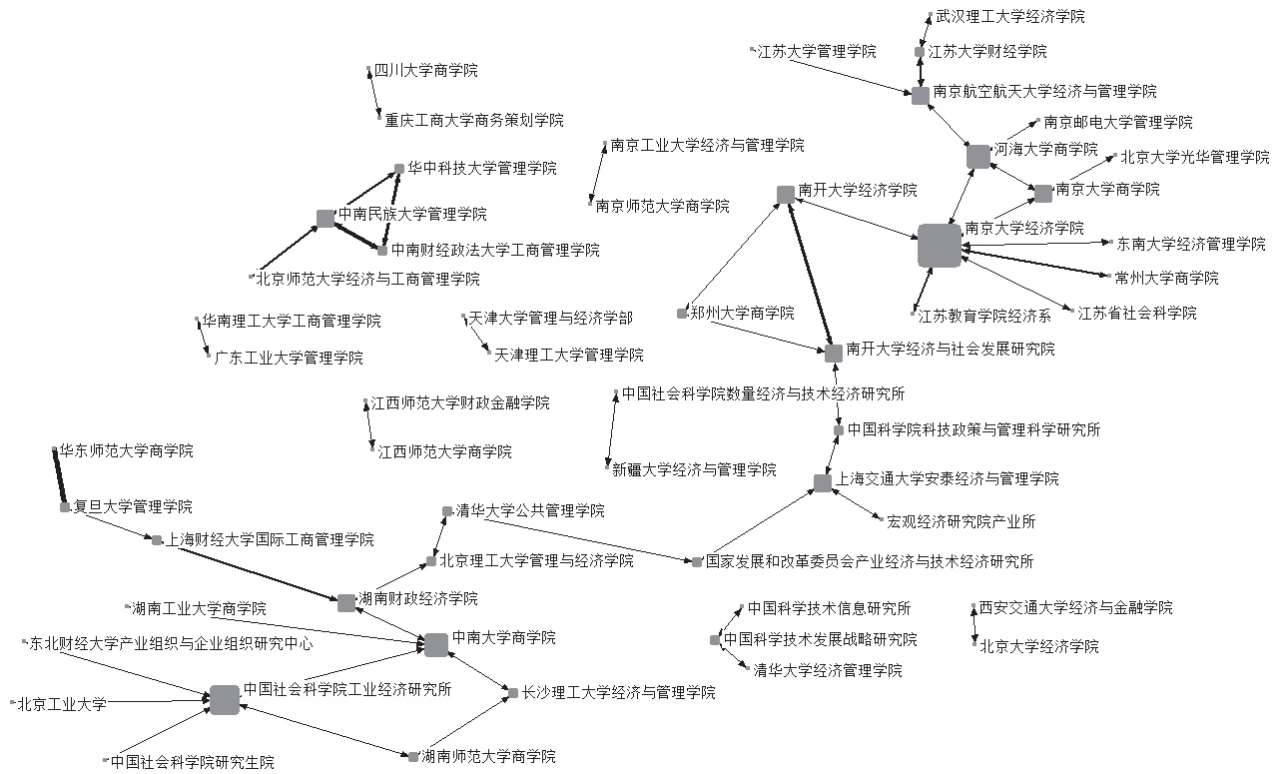 武汉理工大学经济学院
江苏大学管理学院
江苏大学财经学院
四川大学商学院
南京航空航天大学经济与管理学院
重庆工商大学商务策划学院
南京邮电大学管理学院
南京工业大学经济与管理学院
河海大学商学院
北京大学光华管理学院
华中科技大学管理学院
南开大学经济学院
南京大学商学院
南京师范大学商学院
中南民族大学管理学院
南京大学经济学院
东南大学经济管理学院
中南财经政法大学工商管理学院
北京师范大学经济与工商管理学院
常州大学商学院
郑州大学商学院
江苏教育学院经济系
江苏省社会科学院
华南理工大学工商管理学院
天津大学管理与经济学部
广东工业大学管理学院
天津理工大学管理学院
南开大学经济与社会发展研究院
中国社会科学院数量经济与技术经济研究所
江西师范大学财政金融学院
中国科学院科技政策与管理科学研究所
华东师范大学商学院
江西师范大学商学院
新疆大学经济与管理学院
上海交通大学安泰经济与管理学院
复旦大学管理学院
清华大学公共管理学院
宏观经济研究院产业所
上海财经大学国际工商管理学院
北京理工大学管理与经济学院
国家发展和改革委员会产业经济与技术经济研究所
湖南财政经济学院
湖南工业大学商学院
中国科学技术信息研究所
西安交通大学经济与金融学院
东北财经大学产业组织与企业组织研究中心
中南大学商学院
中国科学技术发展战略研究院
北京大学经济学院
清华大学经济管理学院
中国社会科学院工业经济研究所
长沙理工大学经济与管理学院
北京工业大学
湖南师范大学商学院
中国社会科学院研究生院